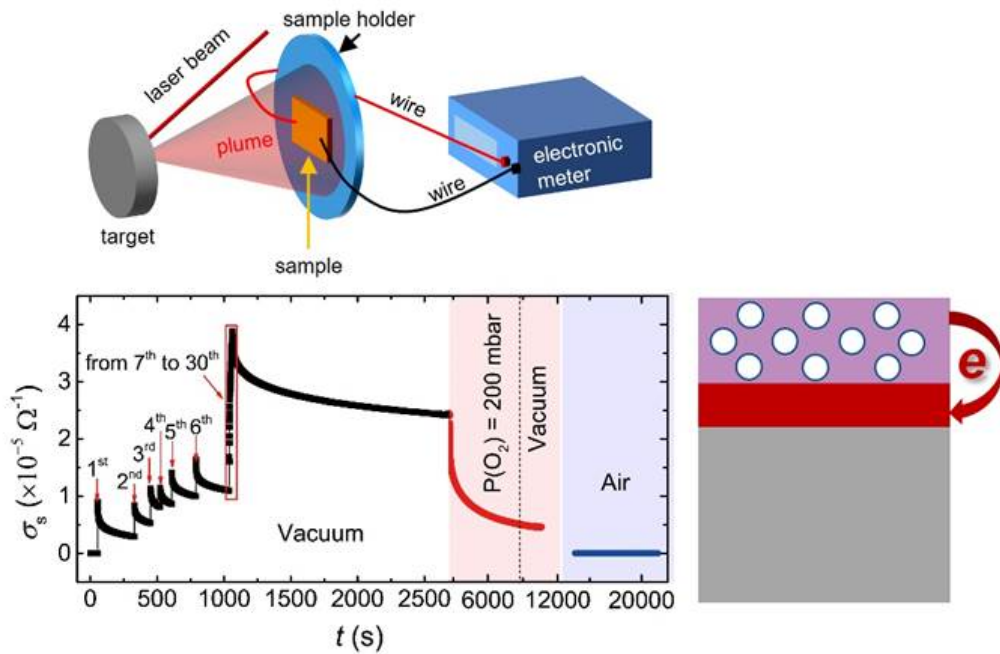 sample holder
laser beam
wire
plume
electronic
meter
wire
target
sample
σs (×10⁻⁵ Ω⁻¹)
4
3
2
1
0
from 7th to 30th
1st
2nd
3rd
4th
5th
6th
Vacuum
P(O₂) = 200 mbar
Vacuum
Air
0 500 1000 1500 2000 2500 6000 12000 20000
t (s)
e